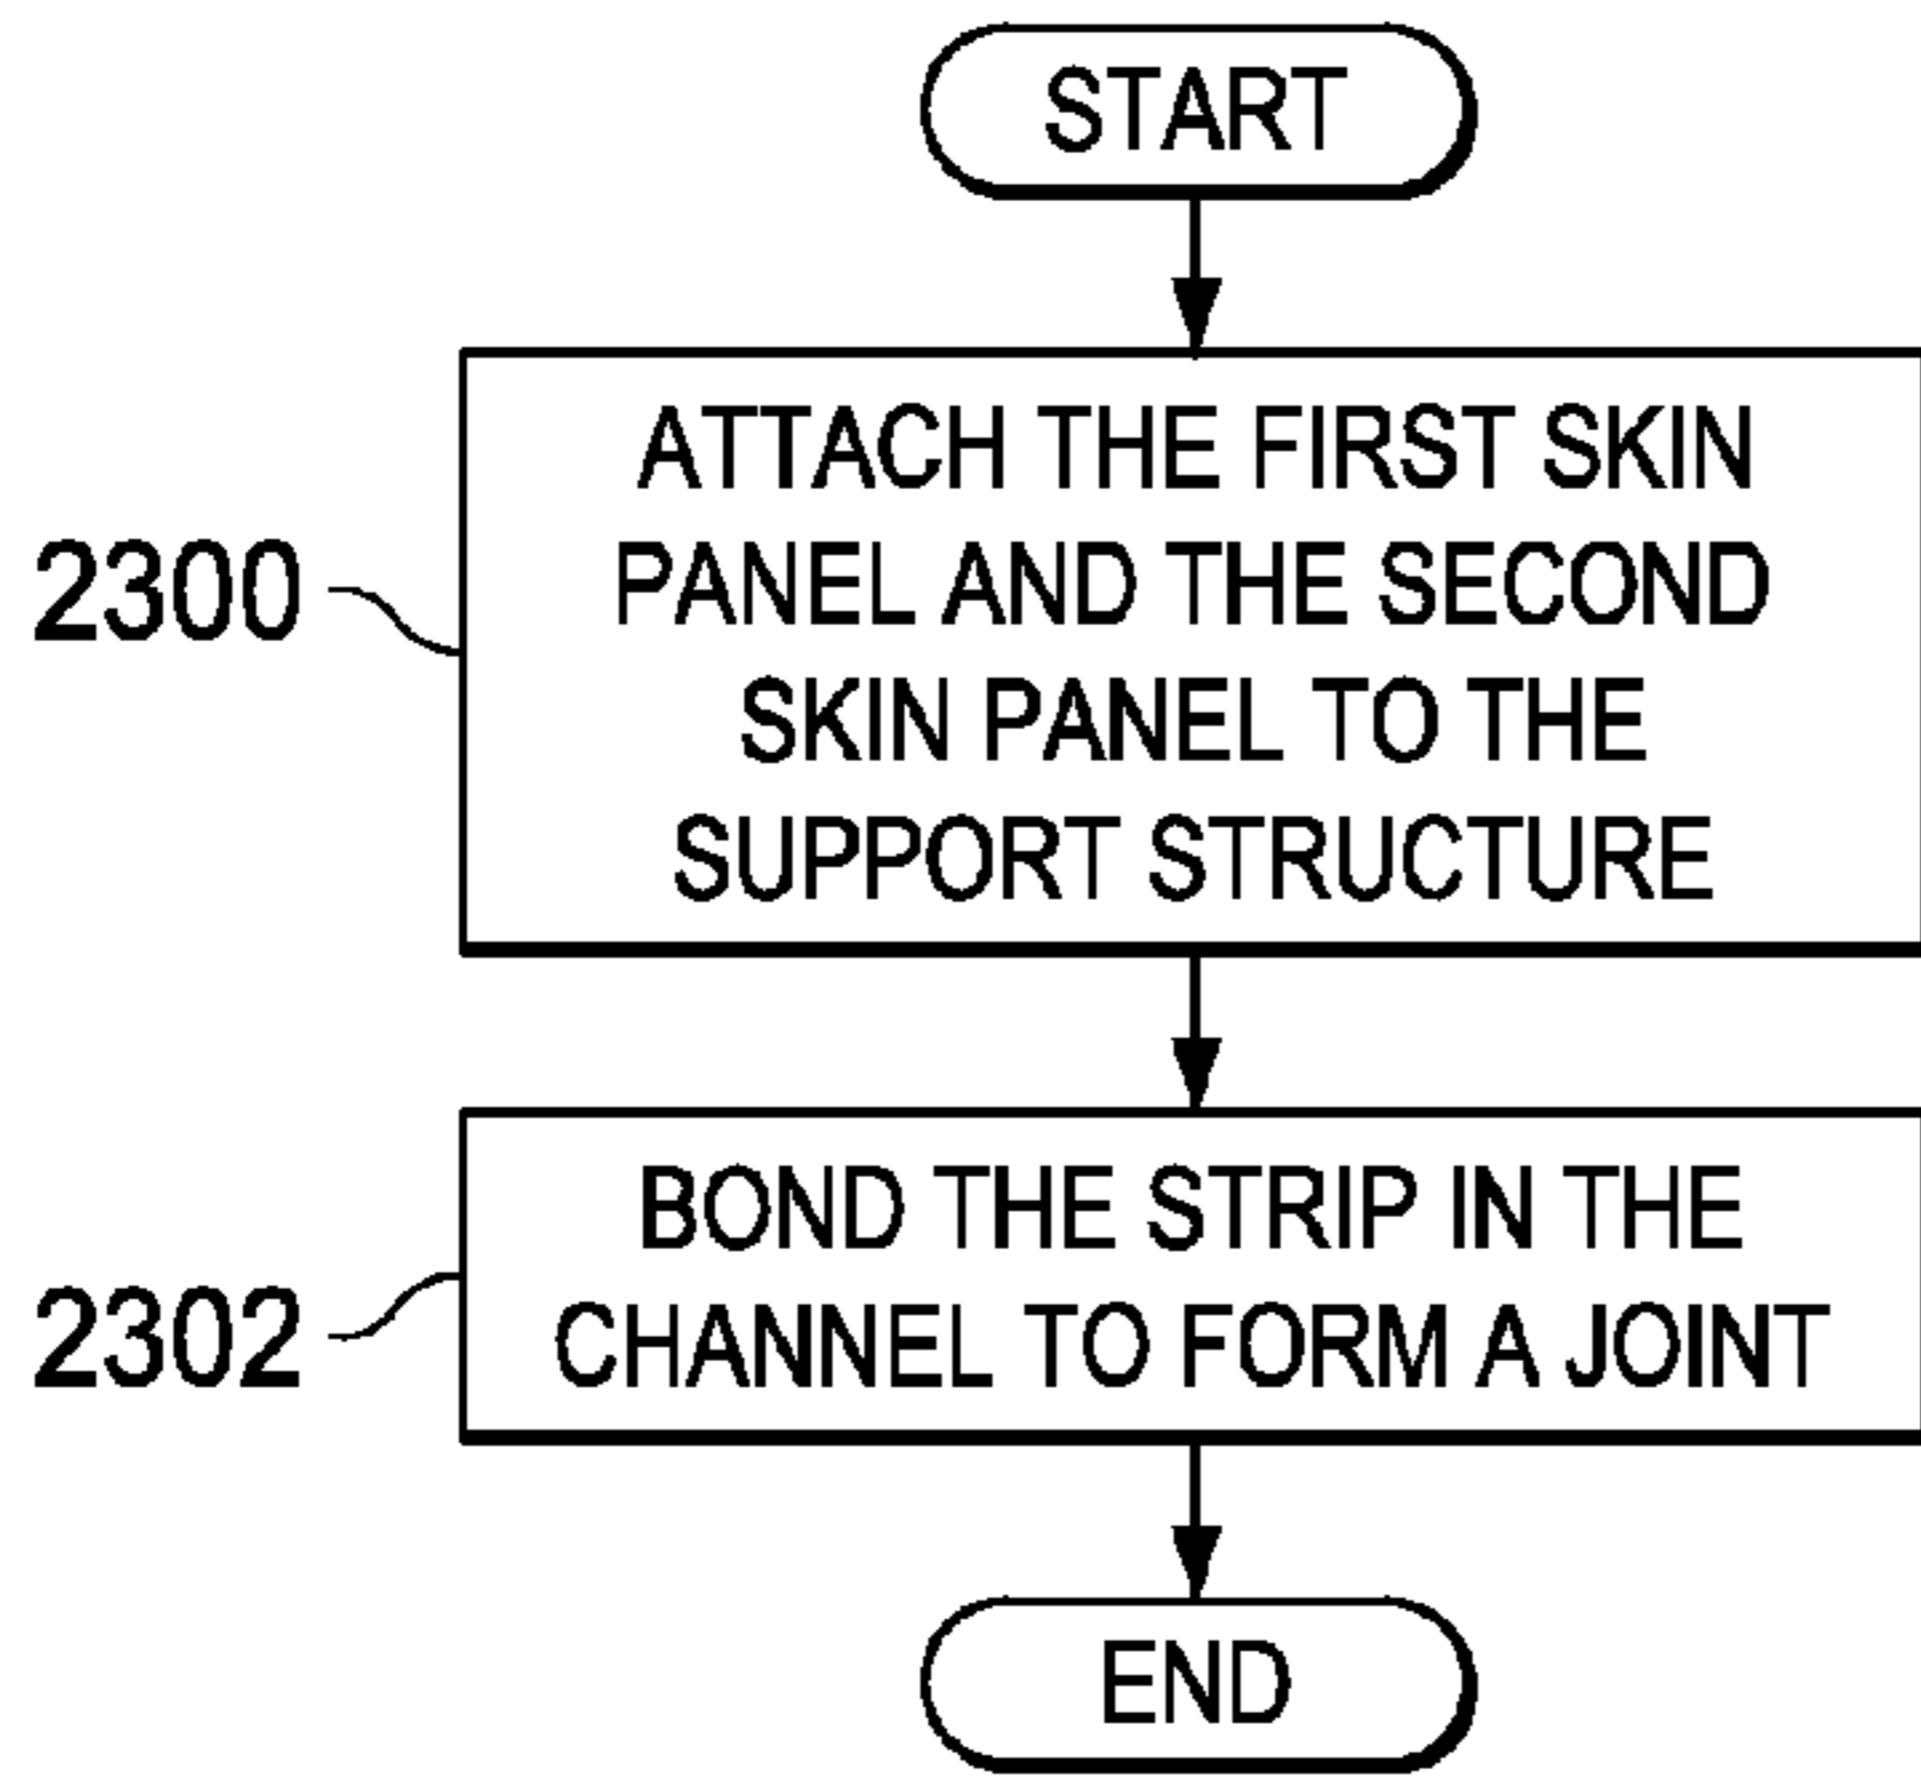 START
ATTACH THE FIRST SKIN
PANEL AND THE SECOND
SKIN PANEL TO THE
SUPPORT STRUCTURE
2300
BOND THE STRIP IN THE
CHANNEL TO FORM A JOINT
2302
END